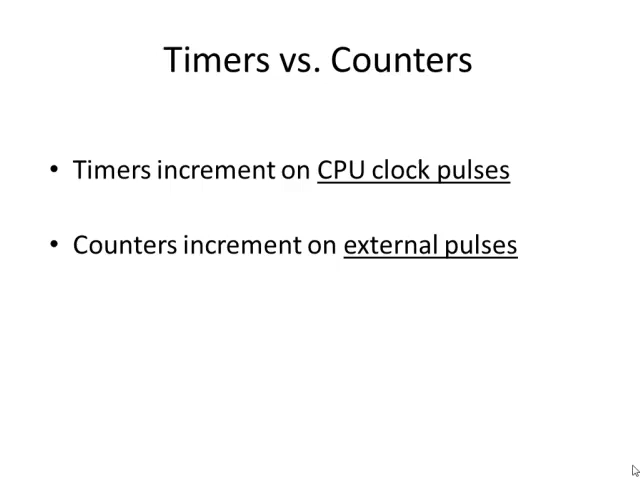 Timers vs. Counters
• Timers increment on CPU clock pulses
• Counters increment on external pulses